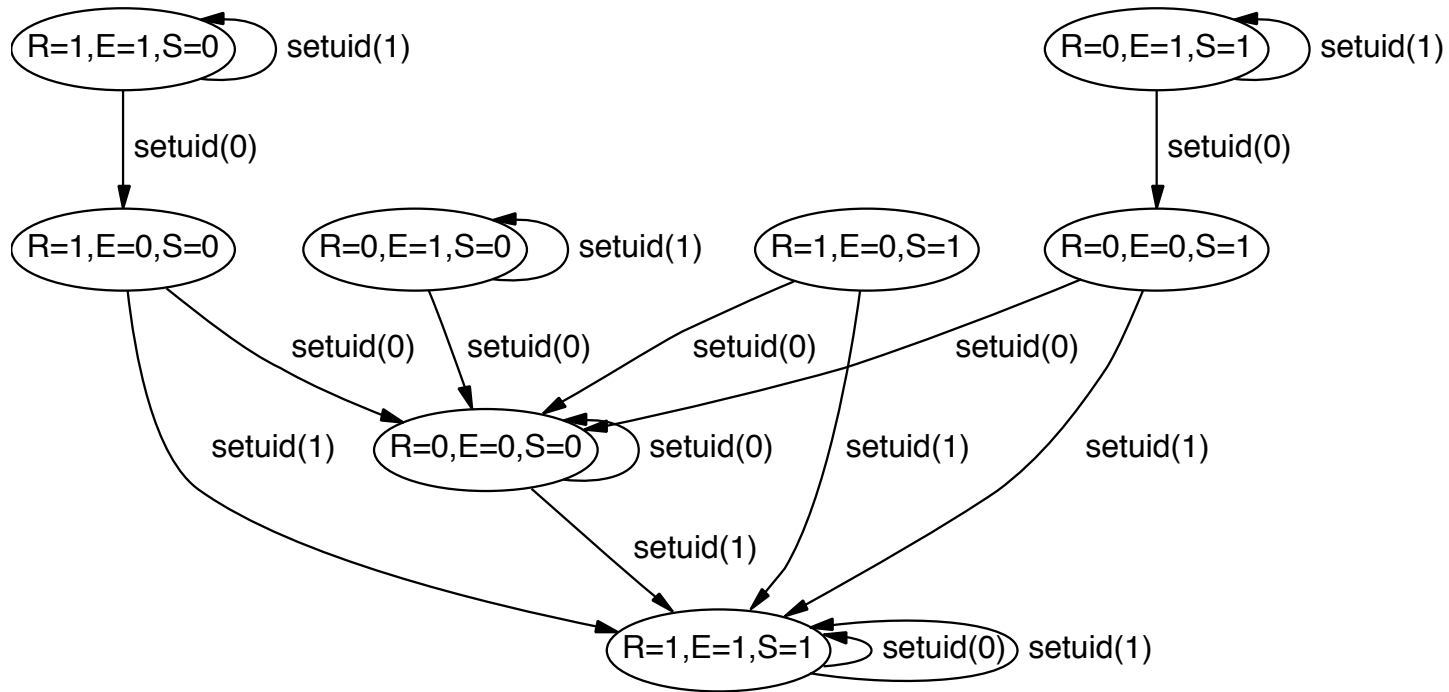 R=1,E=1,S=0
setuid(1)
R=0,E=1,S=1
setuid(1)
setuid(0)
setuid(0)
R=1,E=0,S=0
R=0,E=1,S=0
setuid(1)
R=1,E=0,S=1
R=0,E=0,S=1
setuid(0)
setuid(0)
setuid(0)
setuid(0)
setuid(1)
R=0,E=0,S=0
setuid(0)
setuid(1)
setuid(1)
setuid(1)
R=1,E=1,S=1
setuid(0)
setuid(1)